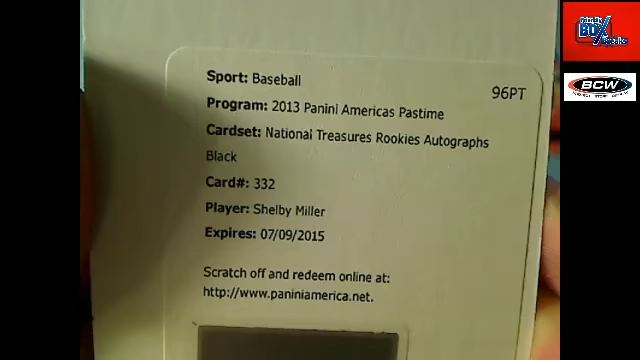 Sport: Baseball
96PT
Program: 2013 Panini Americas Pastime
Cardset: National Treasures Rookies Autographs
Black
Card#: 332
Player: Shelby Miller
Expires: 07/09/2015
Scratch off and redeem online at:
http://www.paniniamerica.net.
BOX
BCW